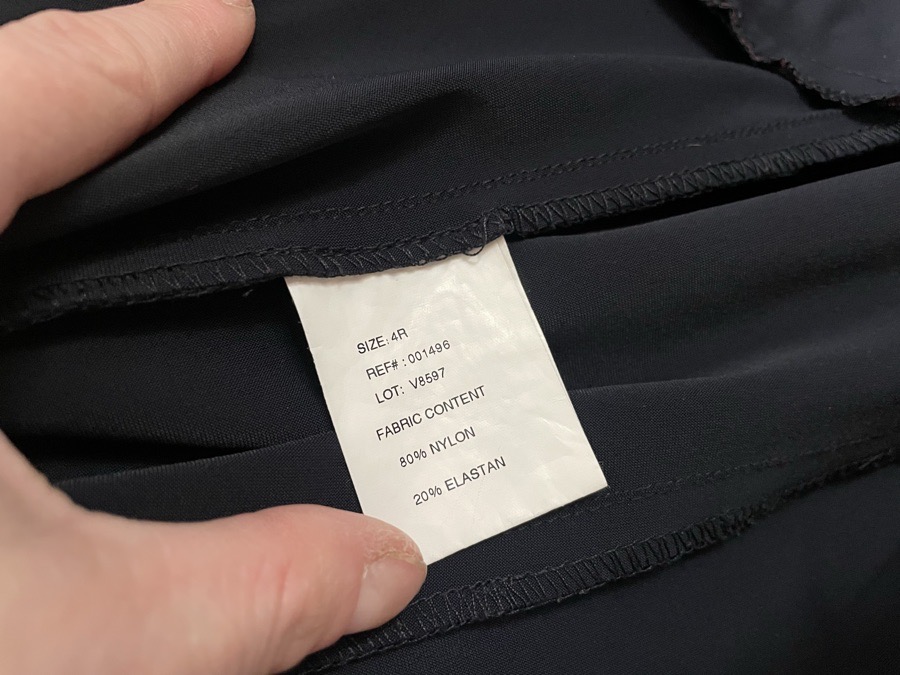 SIZE: 4R
REF# : 001496
LOT: V8597
FABRIC CONTENT
80% NYLON
20% ELASTAN